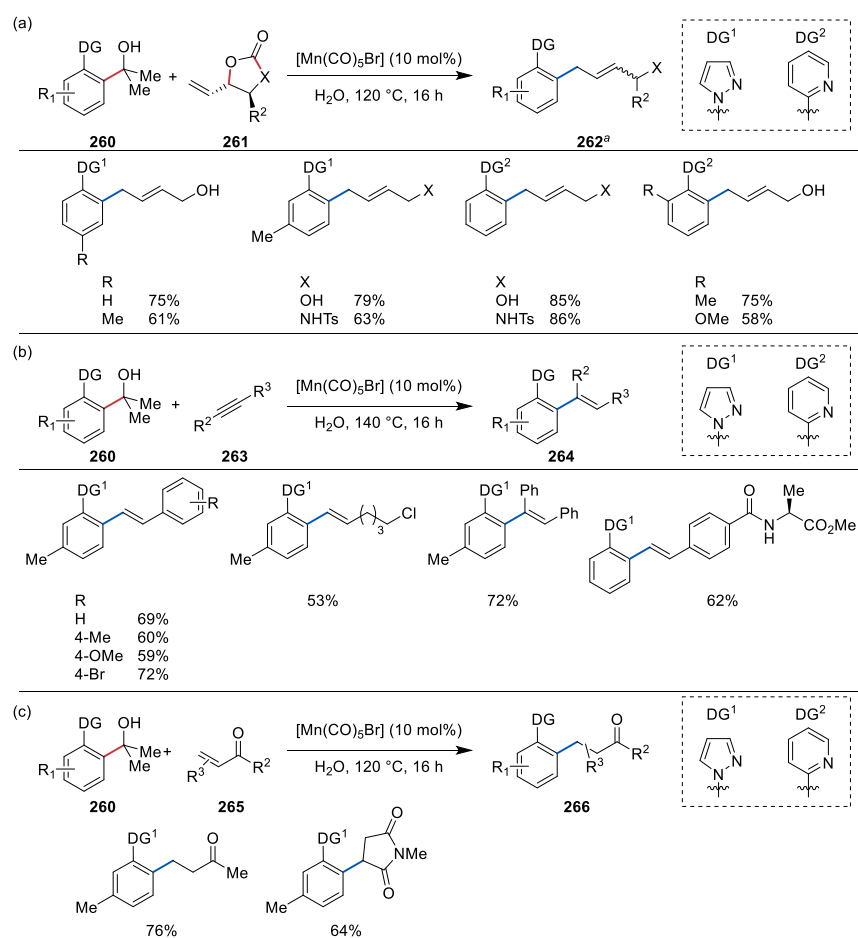 (a)
DG
OH
Me
Me
R1
260
+
O
O
X
R2
261
[Mn(CO)5Br] (10 mol%)
H2O, 120 °C, 16 h
DG
X
R2
R1
262a
DG1
N
N
DG2
N
DG1
OH
R
R
H 75%
Me 61%
DG1
X
Me
X
OH 79%
NHTs 63%
DG2
X
X
OH 85%
NHTs 86%
DG2
R
OH
R
Me 75%
OMe 58%
(b)
DG
OH
Me
Me
R1
260
+
R3
R2
263
[Mn(CO)5Br] (10 mol%)
H2O, 140 °C, 16 h
DG
R2
R3
R1
264
DG1
N
N
DG2
N
DG1
R
Me
R
H 69%
4-Me 60%
4-OMe 59%
4-Br 72%
DG1
Cl
3
Me
53%
DG1
Ph
Ph
Me
72%
DG1
O
N
H
Me
CO2Me
62%
(c)
DG
OH
Me
Me
R1
260
+
O
R3
R2
265
[Mn(CO)5Br] (10 mol%)
H2O, 120 °C, 16 h
DG
O
R2
R3
R1
266
DG1
N
N
DG2
N
DG1
O
Me
Me
76%
DG1
O
NMe
O
Me
64%